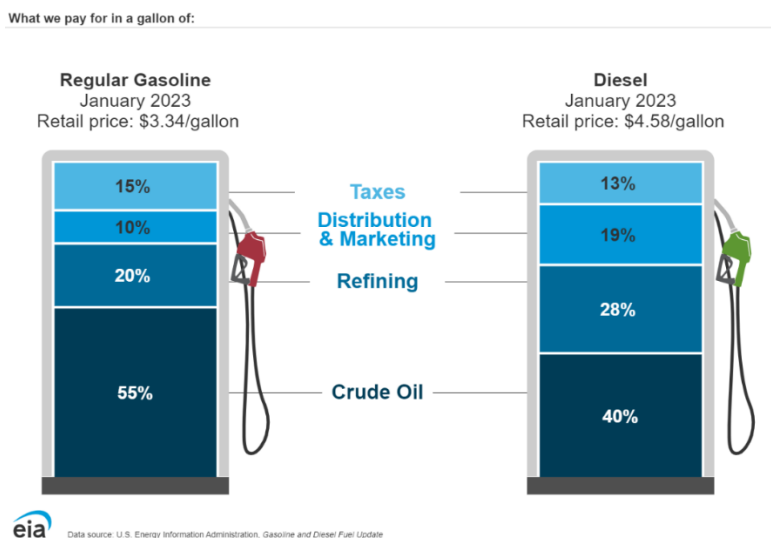 What we pay for in a gallon of:
Regular Gasoline
January 2023
Retail price: $3.34/gallon
Diesel
January 2023
Retail price: $4.58/gallon
15%
Taxes
13%
10%
Distribution
& Marketing
19%
20%
Refining
28%
55%
Crude Oil
40%
eia
Data source: U.S. Energy Information Administration, Gasoline and Diesel Fuel Update